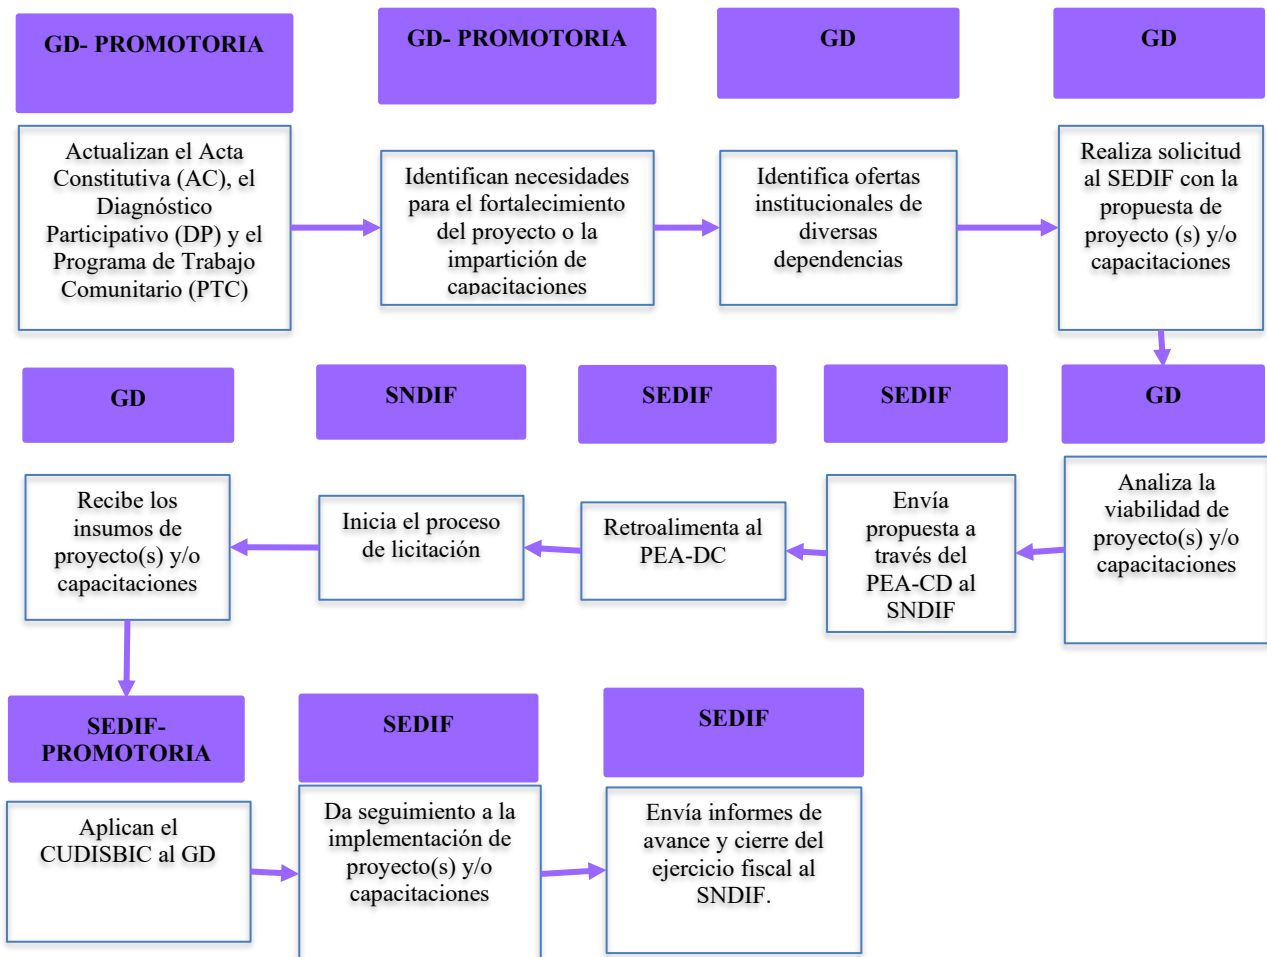 GD- PROMOTORIA
Actualizan el Acta
Constitutiva (AC), el
Diagnóstico
Participativo (DP) y el
Programa de Trabajo
Comunitario (PTC)
GD- PROMOTORIA
Identifican necesidades
para el fortalecimiento
del proyecto o la
impartición de
capacitaciones
GD
Identifica ofertas
institucionales de
diversas
dependencias
GD
Realiza solicitud
al SEDIF con la
propuesta de
proyecto (s) y/o
capacitaciones
GD
Analiza la
viabilidad de
proyecto(s) y/o
capacitaciones
SEDIF
Envía
propuesta a
través del
PEA-CD al
SNDIF
SEDIF
Retroalimenta al
PEA-DC
SNDIF
Inicia el proceso
de licitación
GD
Recibe los
insumos de
proyecto(s) y/o
capacitaciones
SEDIF-
PROMOTORIA
Aplican el
CUDISBIC al GD
SEDIF
Da seguimiento a la
implementación de
proyecto(s) y/o
capacitaciones
SEDIF
Envía informes de
avance y cierre del
ejercicio fiscal al
SNDIF.